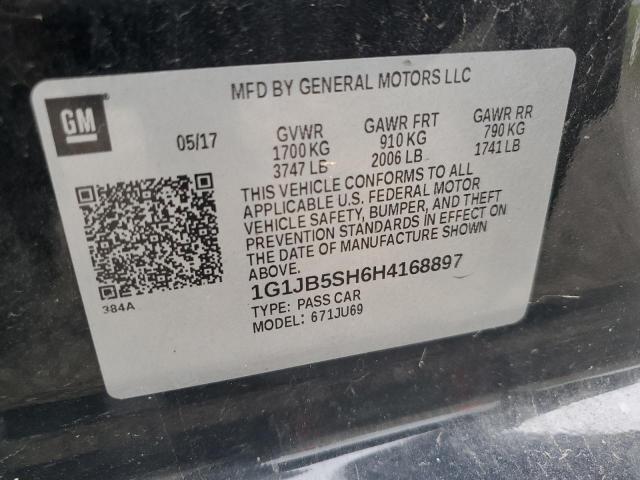 MFD BY GENERAL MOTORS LLC
GM
05/17
GVWR
1700 KG
3747 LB
GAWR FRT
910 KG
2006 LB
GAWR RR
790 KG
1741 LB
THIS VEHICLE CONFORMS TO ALL
APPLICABLE U.S. FEDERAL MOTOR
VEHICLE SAFETY, BUMPER, AND THEFT
PREVENTION STANDARDS IN EFFECT ON
THE DATE OF MANUFACTURE SHOWN
ABOVE.
1G1JB5SH6H4168897
TYPE: PASS CAR
MODEL: 671JU69
384A